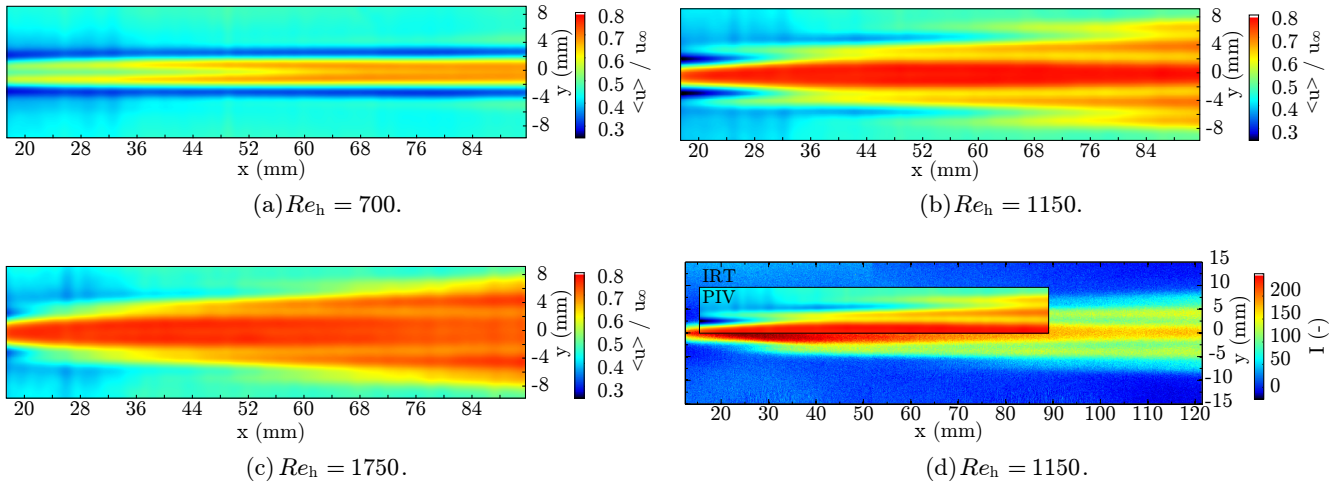 8
4
0
-4
-8
y (mm)
0.8
0.7
0.6
0.5
0.4
0.3
<u> / u∞
20 28 36 44 52 60 68 76 84
x (mm)
(a) Re_h = 700.
8
4
0
-4
-8
y (mm)
0.8
0.7
0.6
0.5
0.4
0.3
<u> / u∞
20 28 36 44 52 60 68 76 84
x (mm)
(b) Re_h = 1150.
8
4
0
-4
-8
y (mm)
0.8
0.7
0.6
0.5
0.4
0.3
<u> / u∞
20 28 36 44 52 60 68 76 84
x (mm)
(c) Re_h = 1750.
IRT
PIV
15
10
5
0
-5
-10
-15
y (mm)
200
150
100
50
0
I (-)
20 30 40 50 60 70 80 90 100 110 120
x (mm)
(d) Re_h = 1150.